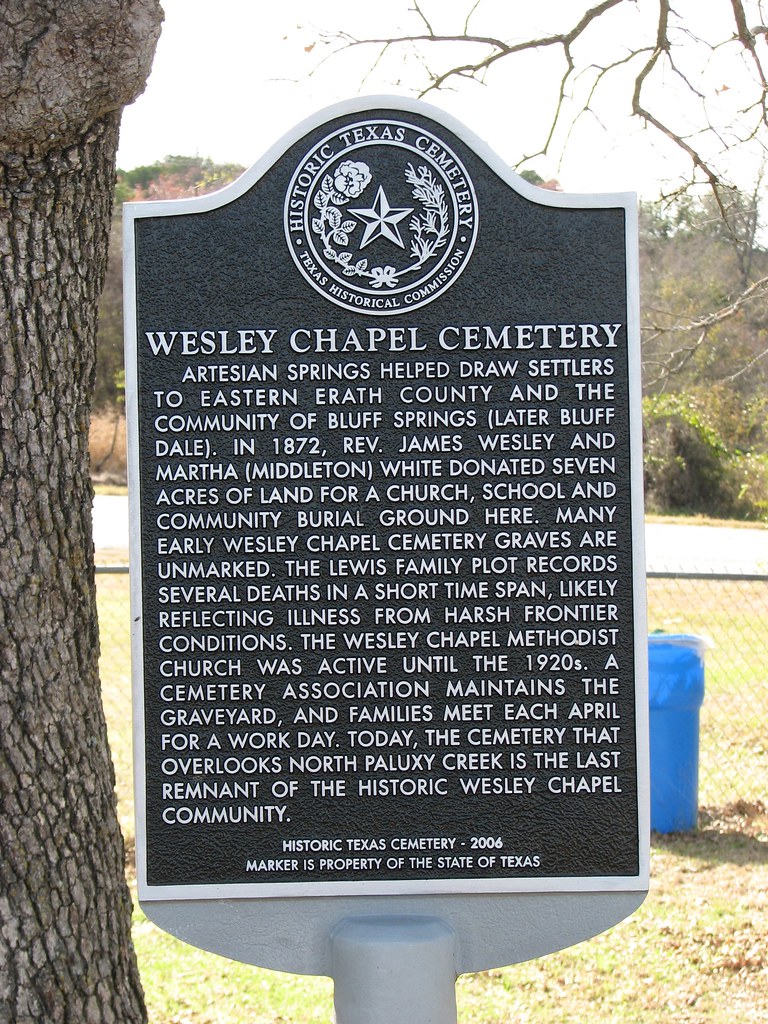 HISTORIC TEXAS CEMETERY
TEXAS HISTORICAL COMMISSION
WESLEY CHAPEL CEMETERY
ARTESIAN SPRINGS HELPED DRAW SETTLERS
TO EASTERN ERATH COUNTY AND THE
COMMUNITY OF BLUFF SPRINGS (LATER BLUFF
DALE). IN 1872, REV. JAMES WESLEY AND
MARTHA (MIDDLETON) WHITE DONATED SEVEN
ACRES OF LAND FOR A CHURCH, SCHOOL AND
COMMUNITY BURIAL GROUND HERE. MANY
EARLY WESLEY CHAPEL CEMETERY GRAVES ARE
UNMARKED. THE LEWIS FAMILY PLOT RECORDS
SEVERAL DEATHS IN A SHORT TIME SPAN, LIKELY
REFLECTING ILLNESS FROM HARSH FRONTIER
CONDITIONS. THE WESLEY CHAPEL METHODIST
CHURCH WAS ACTIVE UNTIL THE 1920s. A
CEMETERY ASSOCIATION MAINTAINS THE
GRAVEYARD, AND FAMILIES MEET EACH APRIL
FOR A WORK DAY. TODAY, THE CEMETERY THAT
OVERLOOKS NORTH PALUXY CREEK IS THE LAST
REMNANT OF THE HISTORIC WESLEY CHAPEL
COMMUNITY.
HISTORIC TEXAS CEMETERY - 2006
MARKER IS PROPERTY OF THE STATE OF TEXAS